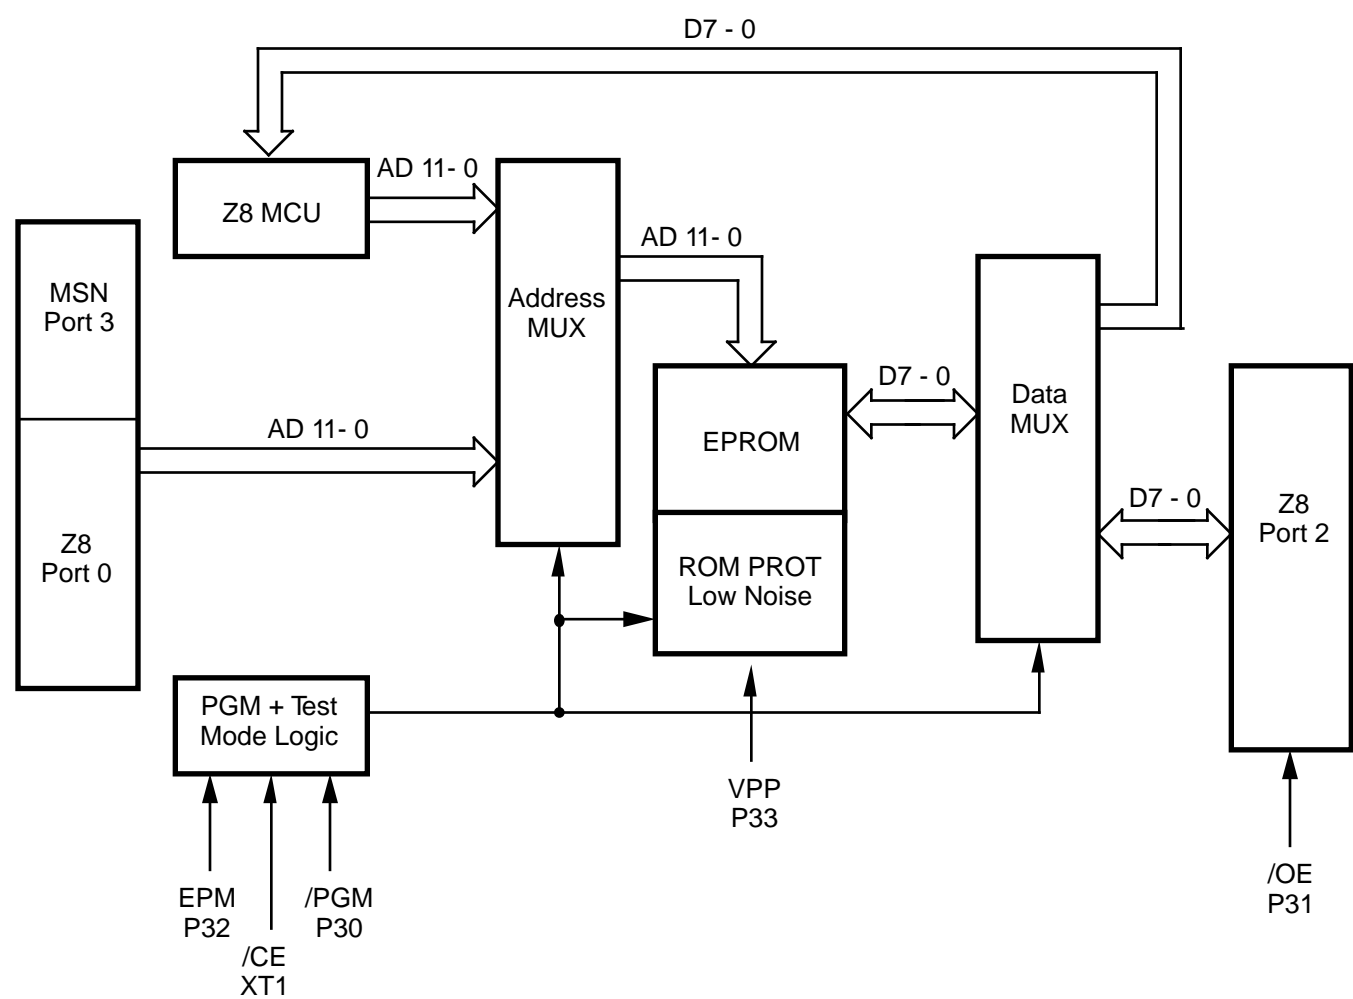 D7 - 0
AD 11- 0
Z8 MCU
AD 11- 0
MSN
Port 3
Address
MUX
D7 - 0
Data
MUX
AD 11- 0
EPROM
D7 - 0
Z8
Port 2
Z8
Port 0
ROM PROT
Low Noise
PGM + Test
Mode Logic
VPP
P33
/OE
P31
EPM
P32
/PGM
P30
/CE
XT1